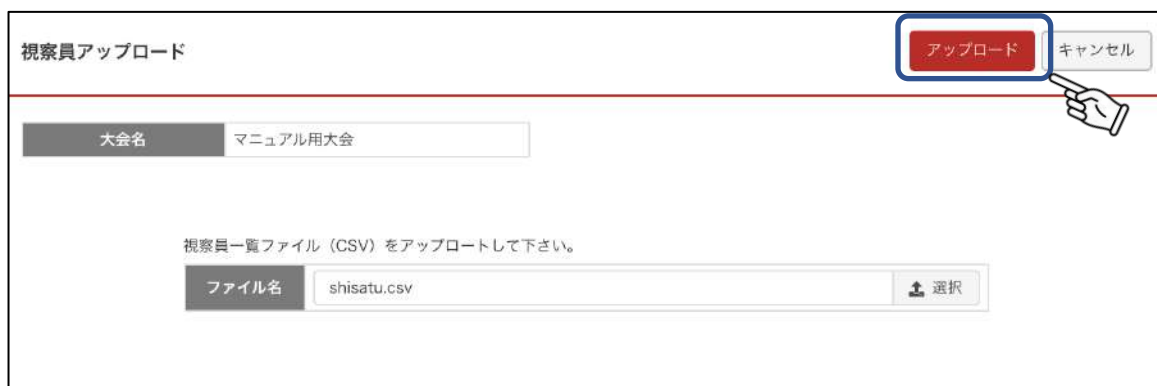 視察員アップロード
アップロード
キャンセル
大会名
マニュアル用大会
視察員一覧ファイル（CSV）をアップロートして下さい。
ファイル名
shisatu.csv
選択